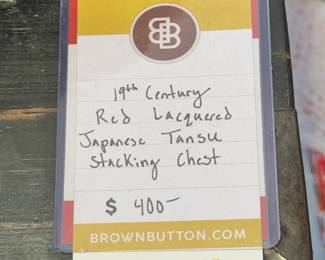 BB
19th Century
Red Lacquered
Japanese Tansu
Stacking Chest
$ 400-
BROWNBUTTON.COM